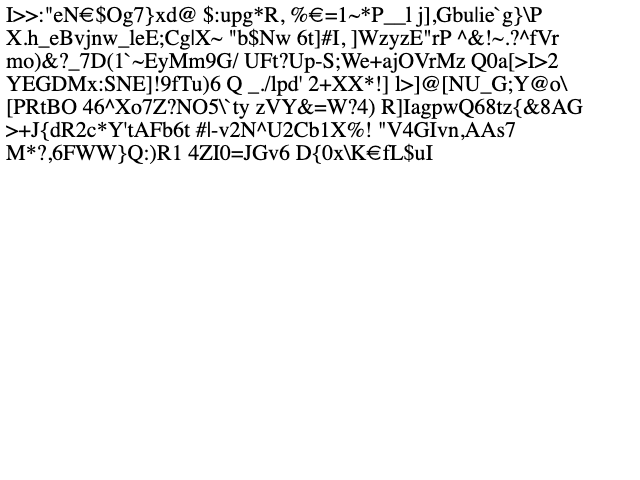 I>>:"eN€$Og7}xd@ $:upg*R, %€=1~*P__l j],Gbu|ie`g}\P
X.h_eBvjnw_leE;Cg|X~ "b$Nw 6t]#I, ]WzyzE"rP ^&!~.?^fVr
mo)&?_7D(1`~EyMm9G/ UFt?Up-S;We+ajOVrMz Q0a[>I>2
YEGDMx:SNE]!9fTu)6 Q _./lpd' 2+XX*!] l>]@[NU_G;Y@o\
[PRtBO 46^Xo7Z?NO5\`ty zVY&=W?4) R]IagpwQ68tz{&8AG
>+J{dR2c*Y'tAFb6t #l-v2N^U2Cb1X%! "V4GIvn,AAs7
M*?,6FWW}Q:)R1 4ZI0=JGv6 D{0x\K€fL$uI